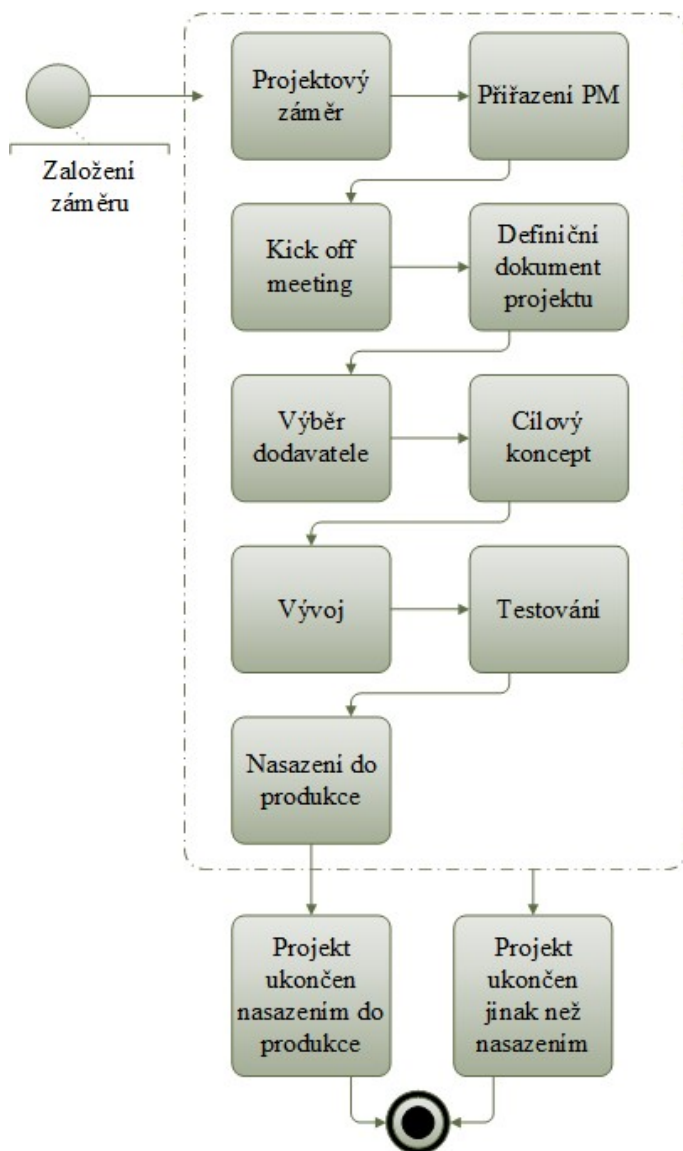 Projektový
záměr
Přiřazení PM
Založení
záměru
Kick off
meeting
Definiční
dokument
projektu
Výběr
dodavatele
Cílový
koncept
Vývoj
Testování
Nasazení do
produkce
Projekt
ukončen
nasazením do
produkce
Projekt
ukončen
jinak než
nasazením